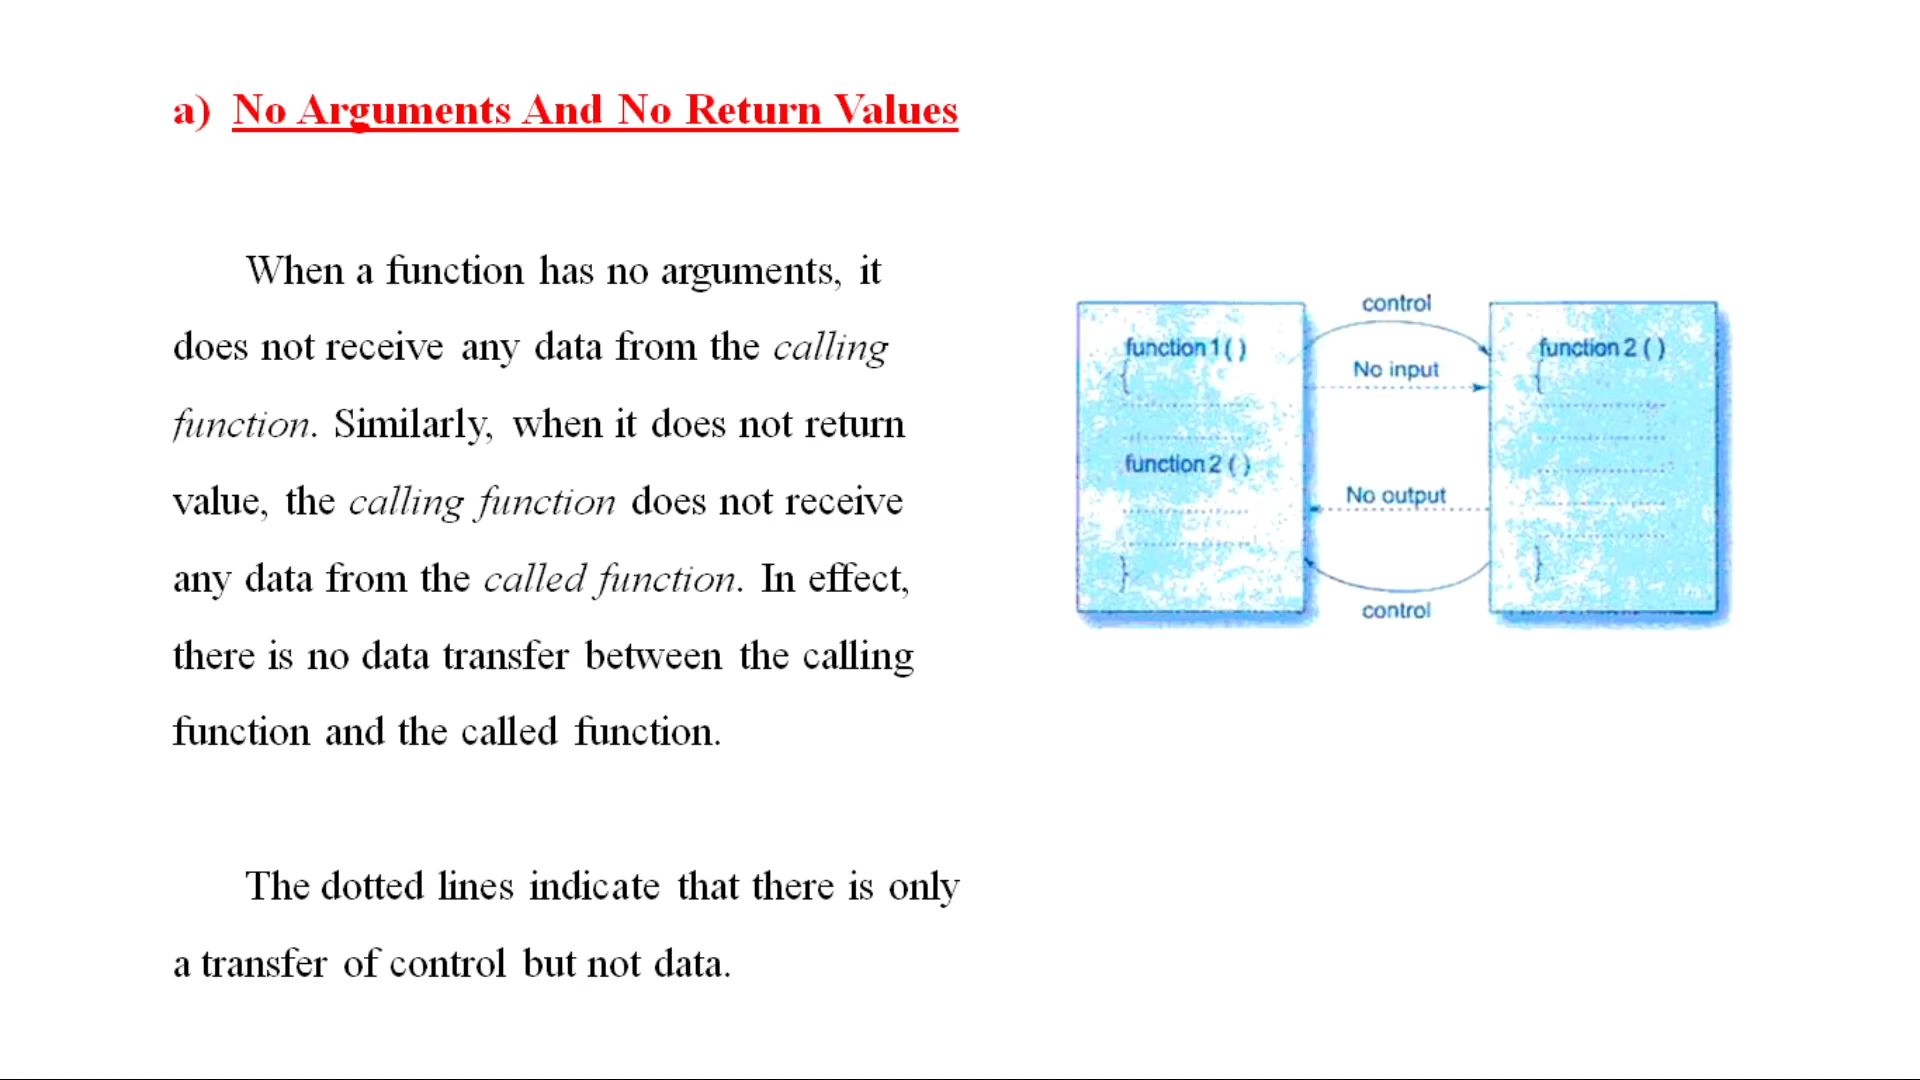 a) No Arguments And No Return Values
When a function has no arguments, it
does not receive any data from the calling
function. Similarly, when it does not return
value, the calling function does not receive
any data from the called function. In effect,
there is no data transfer between the calling
function and the called function.
The dotted lines indicate that there is only
a transfer of control but not data.
function 1 ( )
{
function 2 ( )
}
control
No input
No output
control
function 2 ( )
{
}